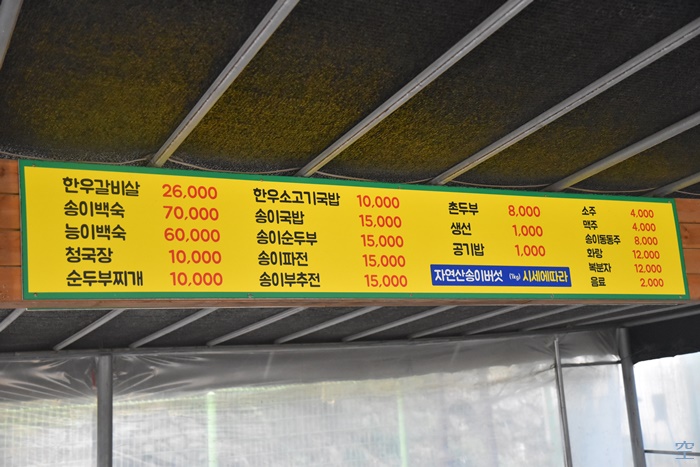 한우갈비살 26,000
송이백숙 70,000
능이백숙 60,000
청국장 10,000
순두부찌개 10,000
한우소고기국밥 10,000
송이국밥 15,000
송이순두부 15,000
송이파전 15,000
송이부추전 15,000
촌두부 8,000
생선 1,000
공기밥 1,000
자연산송이버섯 (1kg) 시세에따라
소주 4,000
맥주 4,000
송이동동주 8,000
화랑 12,000
복분자 12,000
음료 2,000
空